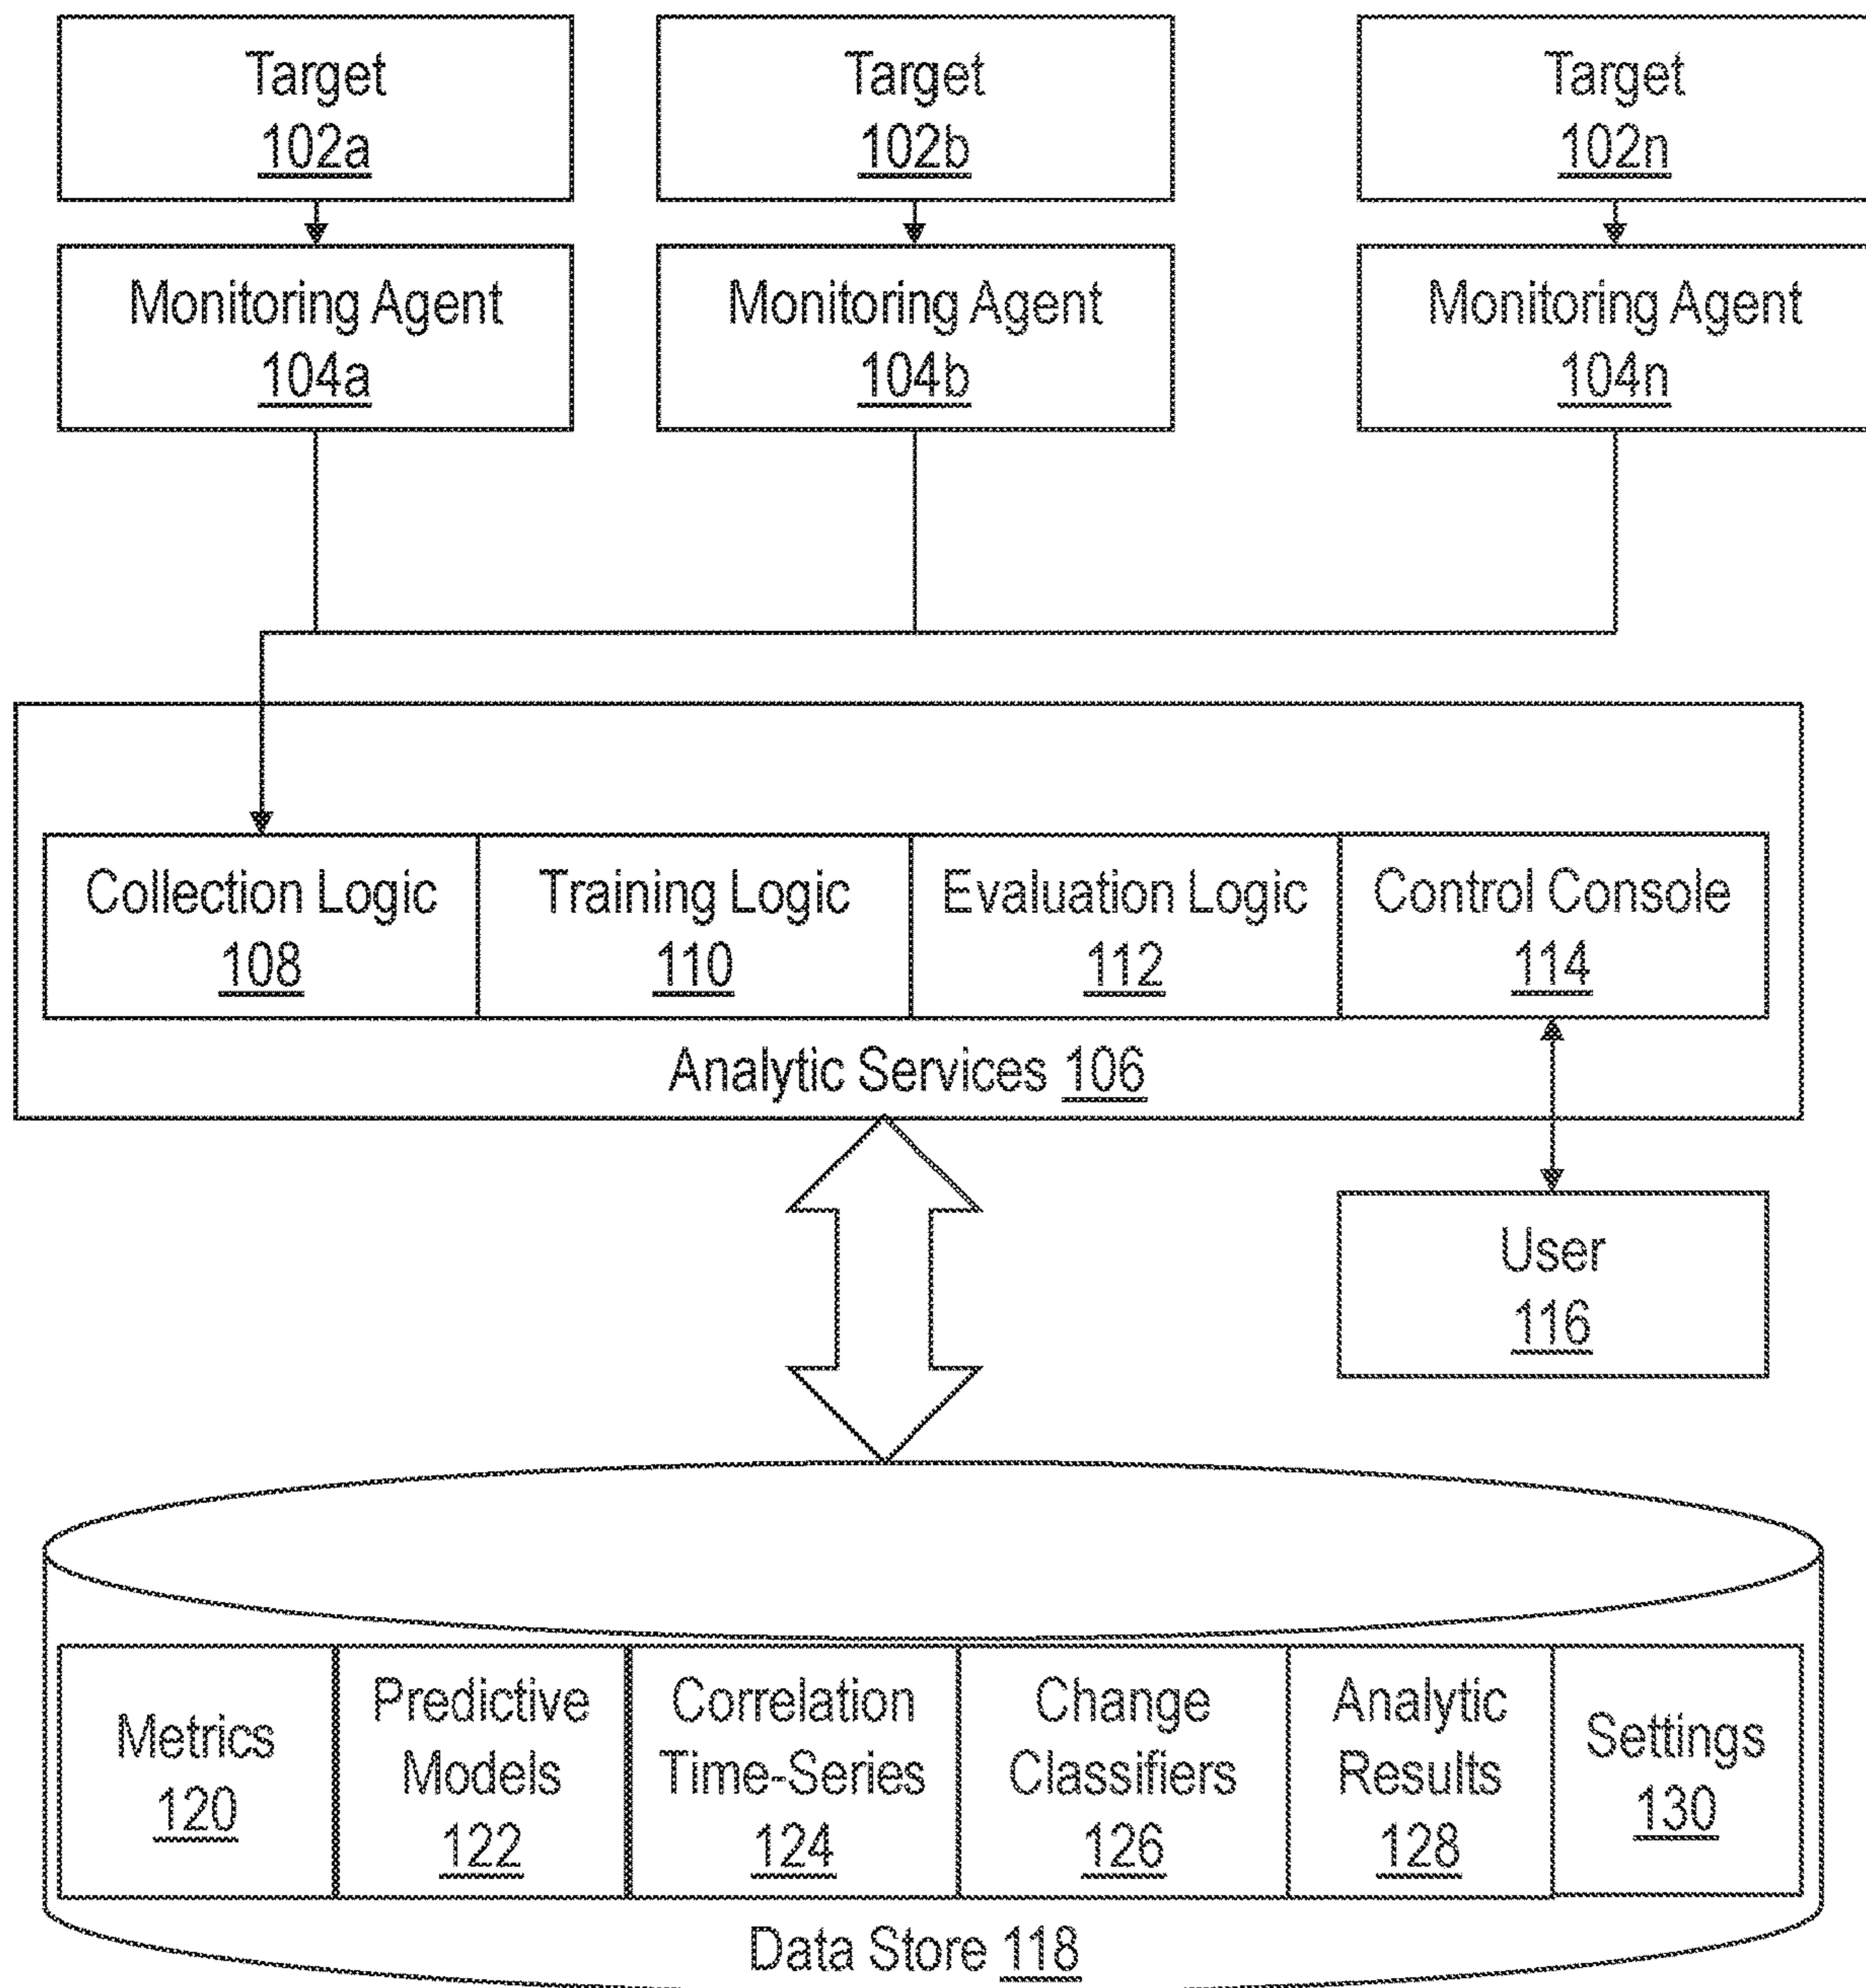 Target
102a
Target
102b
Target
102n
Monitoring Agent
104a
Monitoring Agent
104b
Monitoring Agent
104n
Collection Logic
108
Training Logic
110
Evaluation Logic
112
Control Console
114
Analytic Services 106
User
116
Metrics
120
Predictive
Models
122
Correlation
Time-Series
124
Change
Classifiers
126
Analytic
Results
128
Settings
130
Data Store 118